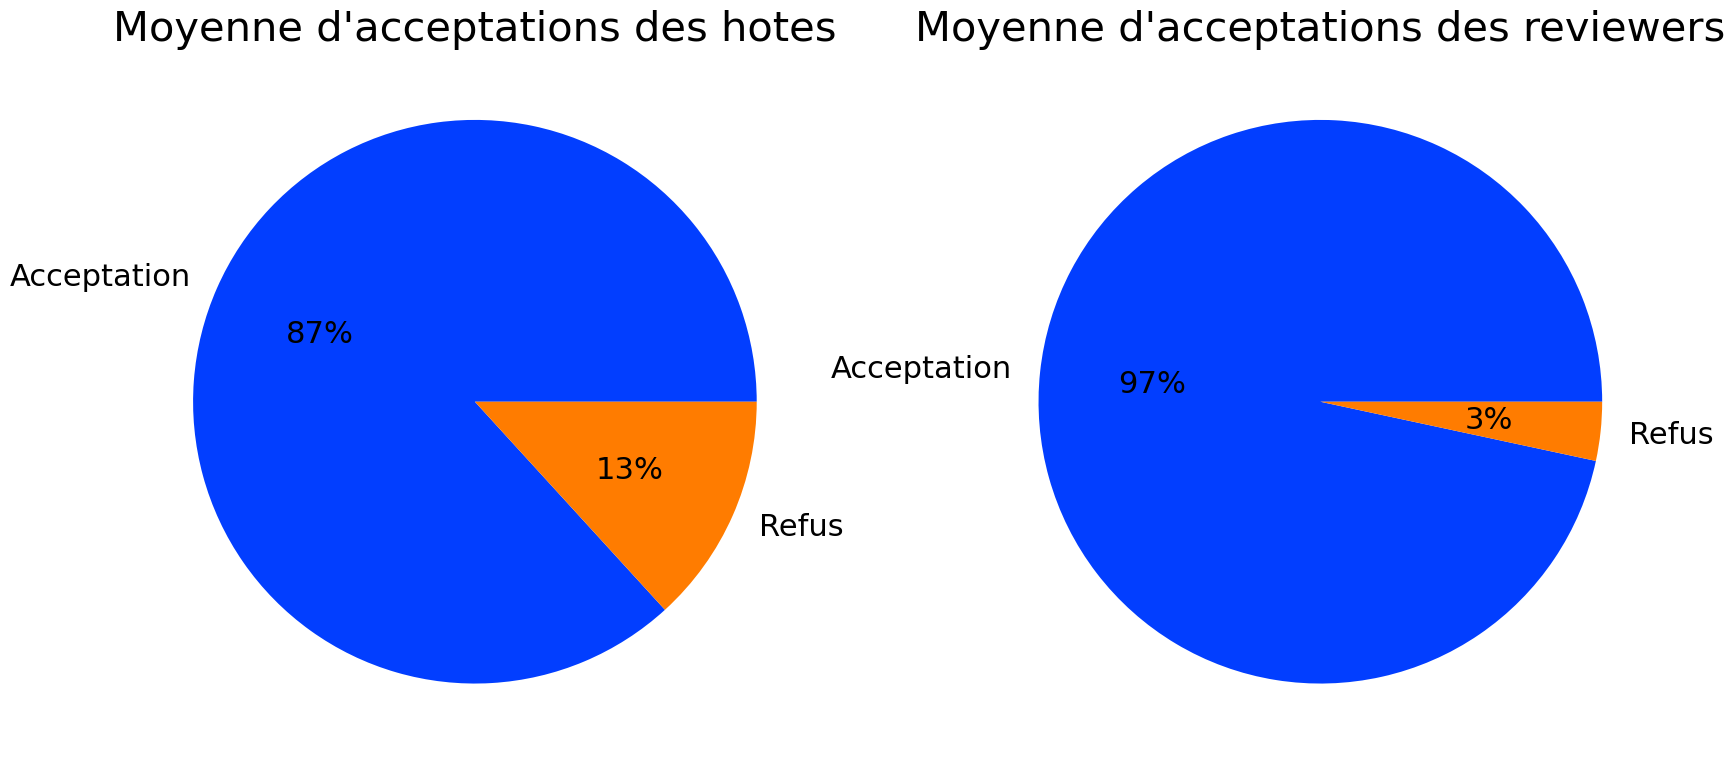 Moyenne d'acceptations des hotes
Acceptation
87%
13%
Refus
Moyenne d'acceptations des reviewers
Acceptation
97%
3%
Refus